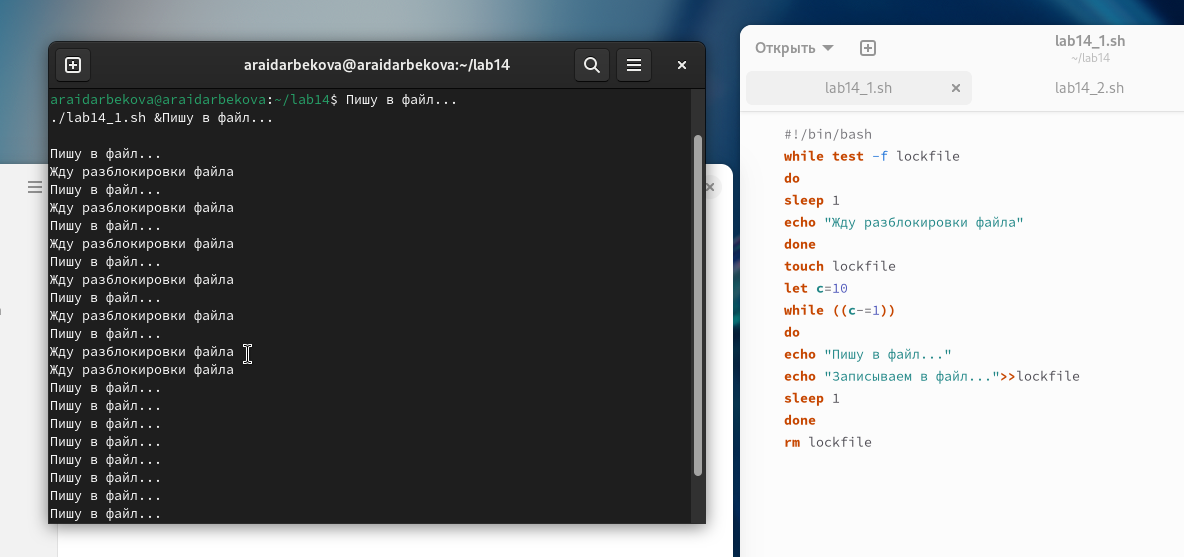 araidarbekova@araidarbekova:~/lab14
araidarbekova@araidarbekova:~/lab14$ Пишу в файл...
./lab14_1.sh &Пишу в файл...
Пишу в файл...
Жду разблокировки файла
Пишу в файл...
Жду разблокировки файла
Пишу в файл...
Жду разблокировки файла
Пишу в файл...
Жду разблокировки файла
Пишу в файл...
Жду разблокировки файла
Пишу в файл...
Жду разблокировки файла
Жду разблокировки файла
Пишу в файл...
Пишу в файл...
Пишу в файл...
Пишу в файл...
Пишу в файл...
Пишу в файл...
Пишу в файл...
Пишу в файл...
Открыть
lab14_1.sh
~/lab14
lab14_1.sh
lab14_2.sh
#!/bin/bash
while test -f lockfile
do
sleep 1
echo "Жду разблокировки файла"
done
touch lockfile
let c=10
while ((c-=1))
do
echo "Пишу в файл..."
echo "Записываем в файл...">>lockfile
sleep 1
done
rm lockfile